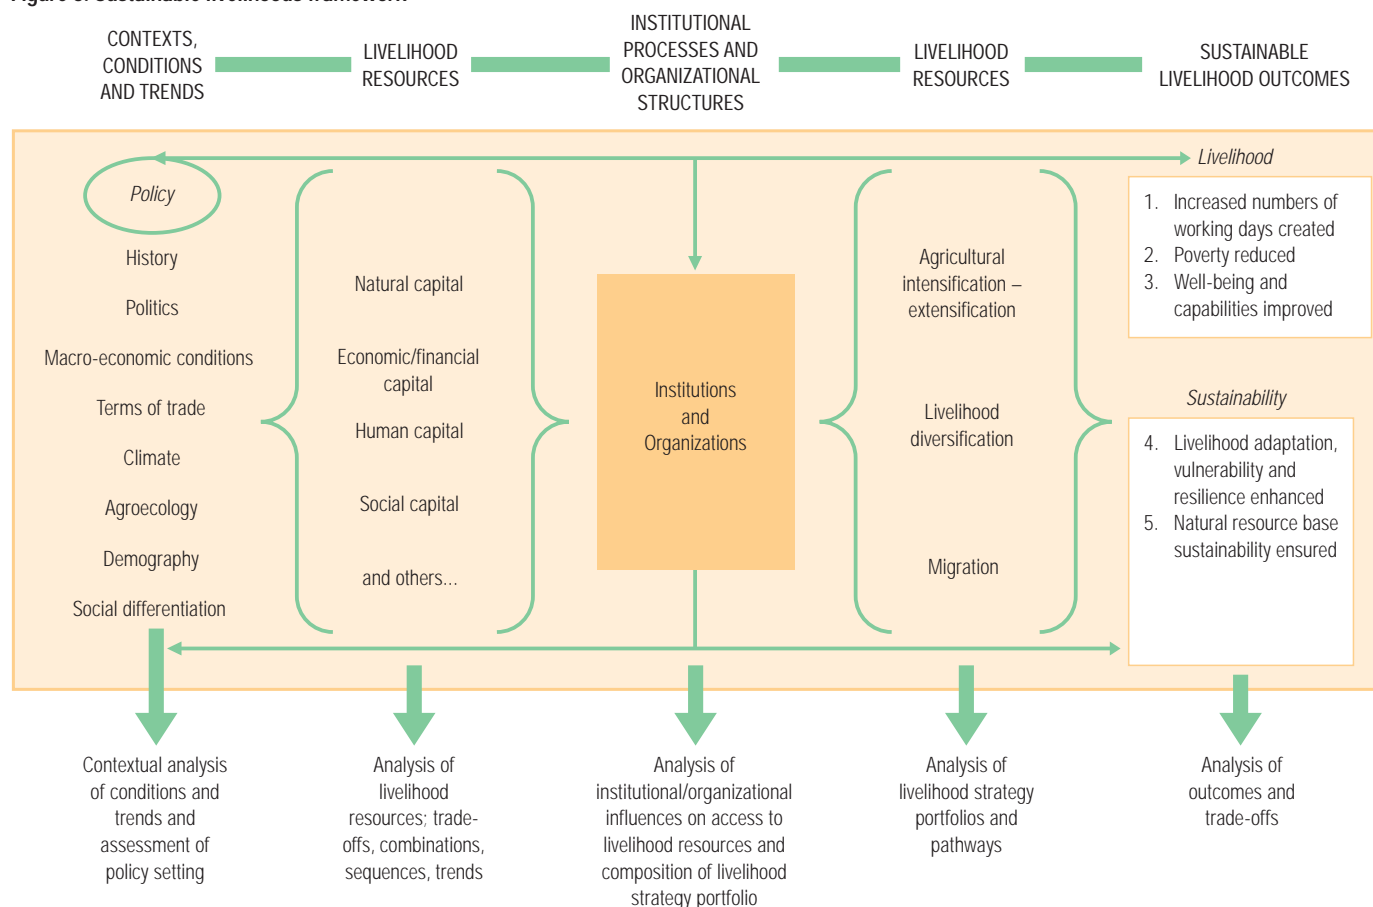 CONTEXTS,
CONDITIONS
AND TRENDS
LIVELIHOOD
RESOURCES
INSTITUTIONAL
PROCESSES AND
ORGANIZATIONAL
STRUCTURES
LIVELIHOOD
RESOURCES
SUSTAINABLE
LIVELIHOOD OUTCOMES
Policy
History
Politics
Macro-economic conditions
Terms of trade
Climate
Agroecology
Demography
Social differentiation
Natural capital
Economic/financial
capital
Human capital
Social capital
and others...
Institutions
and
Organizations
Agricultural
intensification –
extensification
Livelihood
diversification
Migration
Livelihood
1. Increased numbers of
working days created
2. Poverty reduced
3. Well-being and
capabilities improved
Sustainability
4. Livelihood adaptation,
vulnerability and
resilience enhanced
5. Natural resource base
sustainability ensured
Contextual analysis
of conditions and
trends and
assessment of
policy setting
Analysis of
livelihood
resources; trade-
offs, combinations,
sequences, trends
Analysis of
institutional/organizational
influences on access to
livelihood resources and
composition of livelihood
strategy portfolio
Analysis of
livelihood strategy
portfolios and
pathways
Analysis of
outcomes and
trade-offs